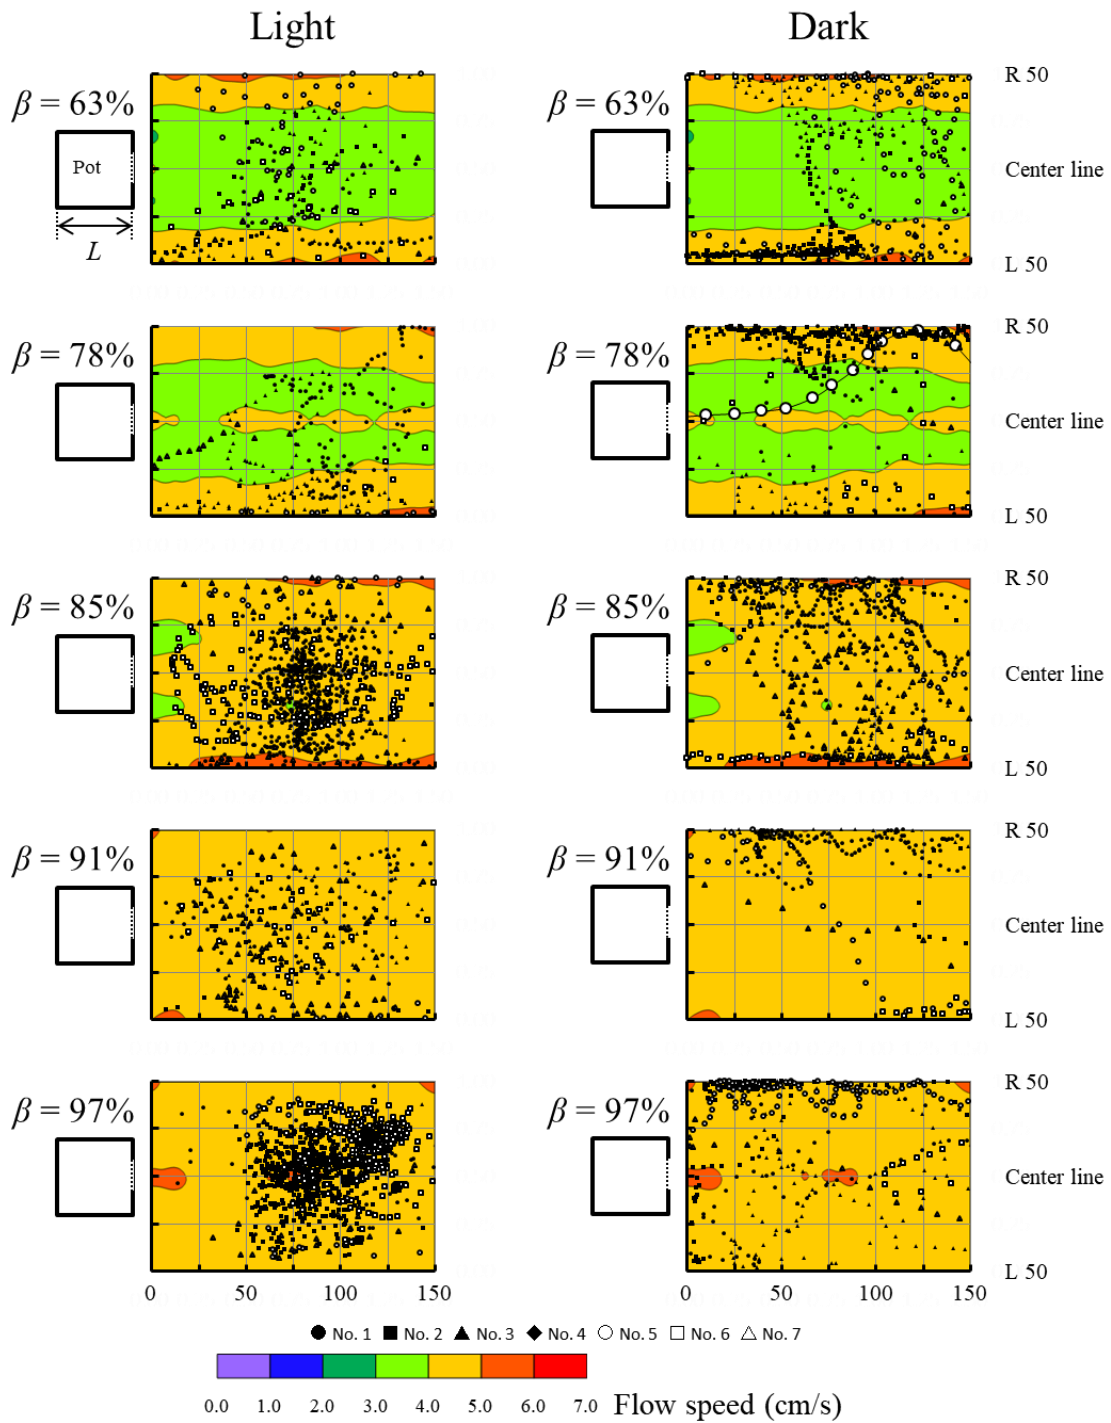 Light Dark
β = 63% β = 63% R 50
Pot Center line
L
L 50
β = 78% β = 78% R 50
Center line
L 50
β = 85% β = 85% R 50
Center line
L 50
β = 91% β = 91% R 50
Center line
L 50
β = 97% β = 97% R 50
Center line
L 50
0 50 100 150 0 50 100 150
No. 1 No. 2 No. 3 No. 4 No. 5 No. 6 No. 7
0.0 1.0 2.0 3.0 4.0 5.0 6.0 7.0 Flow speed (cm/s)